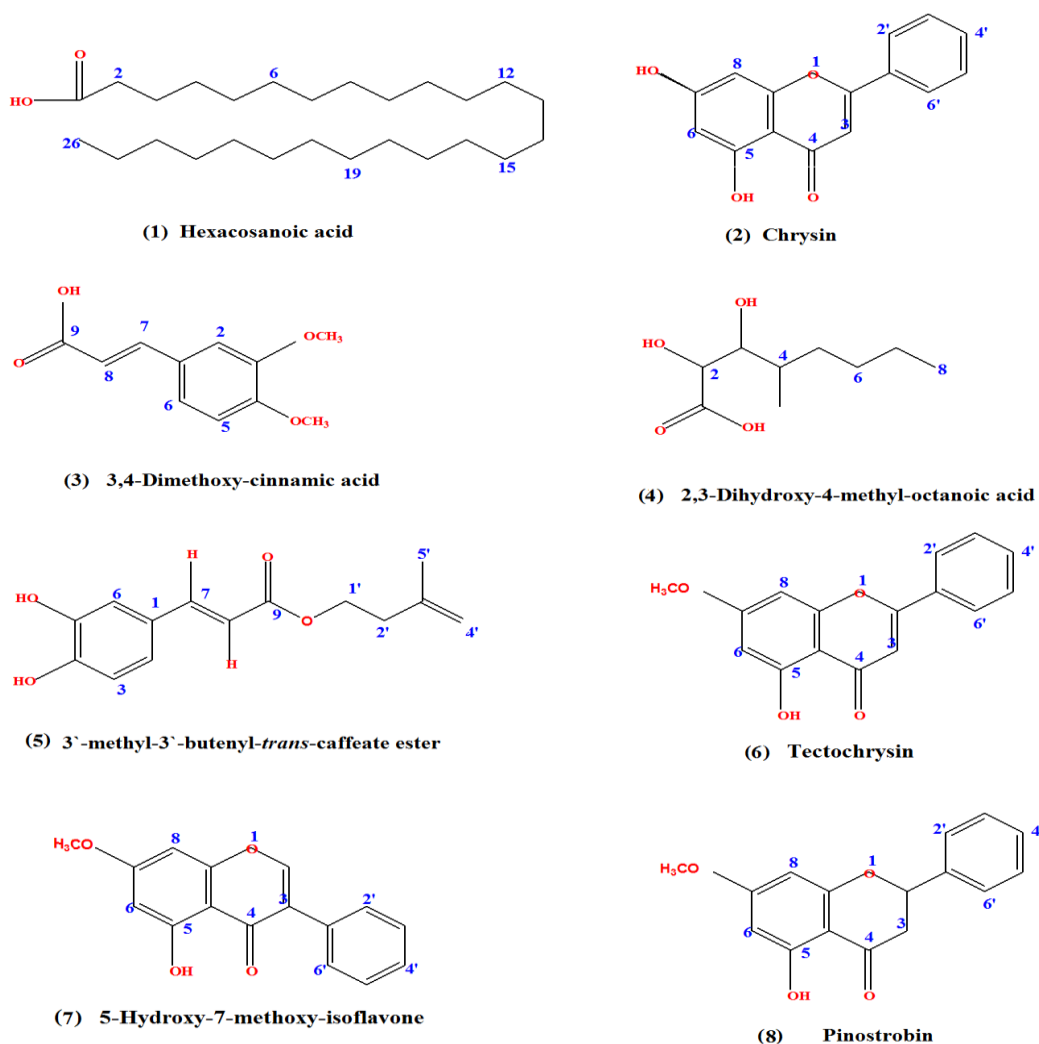 O
HO
2
6
12
26
19
15
(1) Hexacosanoic acid
HO
8
1
O
2'
4'
6'
3
4
5
6
OH
O
(2) Chrysin
OH
9
O
7
8
2
6
5
OCH3
OCH3
(3) 3,4-Dimethoxy-cinnamic acid
OH
HO
2
4
6
8
O
OH
(4) 2,3-Dihydroxy-4-methyl-octanoic acid
H
O
5'
HO
6
1
7
9
1'
O
2'
4'
HO
3
H
(5) 3`-methyl-3`-butenyl-trans-caffeate ester
H3CO
8
1
O
2'
4'
6'
3
4
5
6
OH
O
(6) Tectochrysin
H3CO
8
1
O
3
2'
4
5
6
6'
4'
OH
O
(7) 5-Hydroxy-7-methoxy-isoflavone
H3CO
8
1
O
2'
4
6'
3
4
5
6
OH
O
(8) Pinostrobin